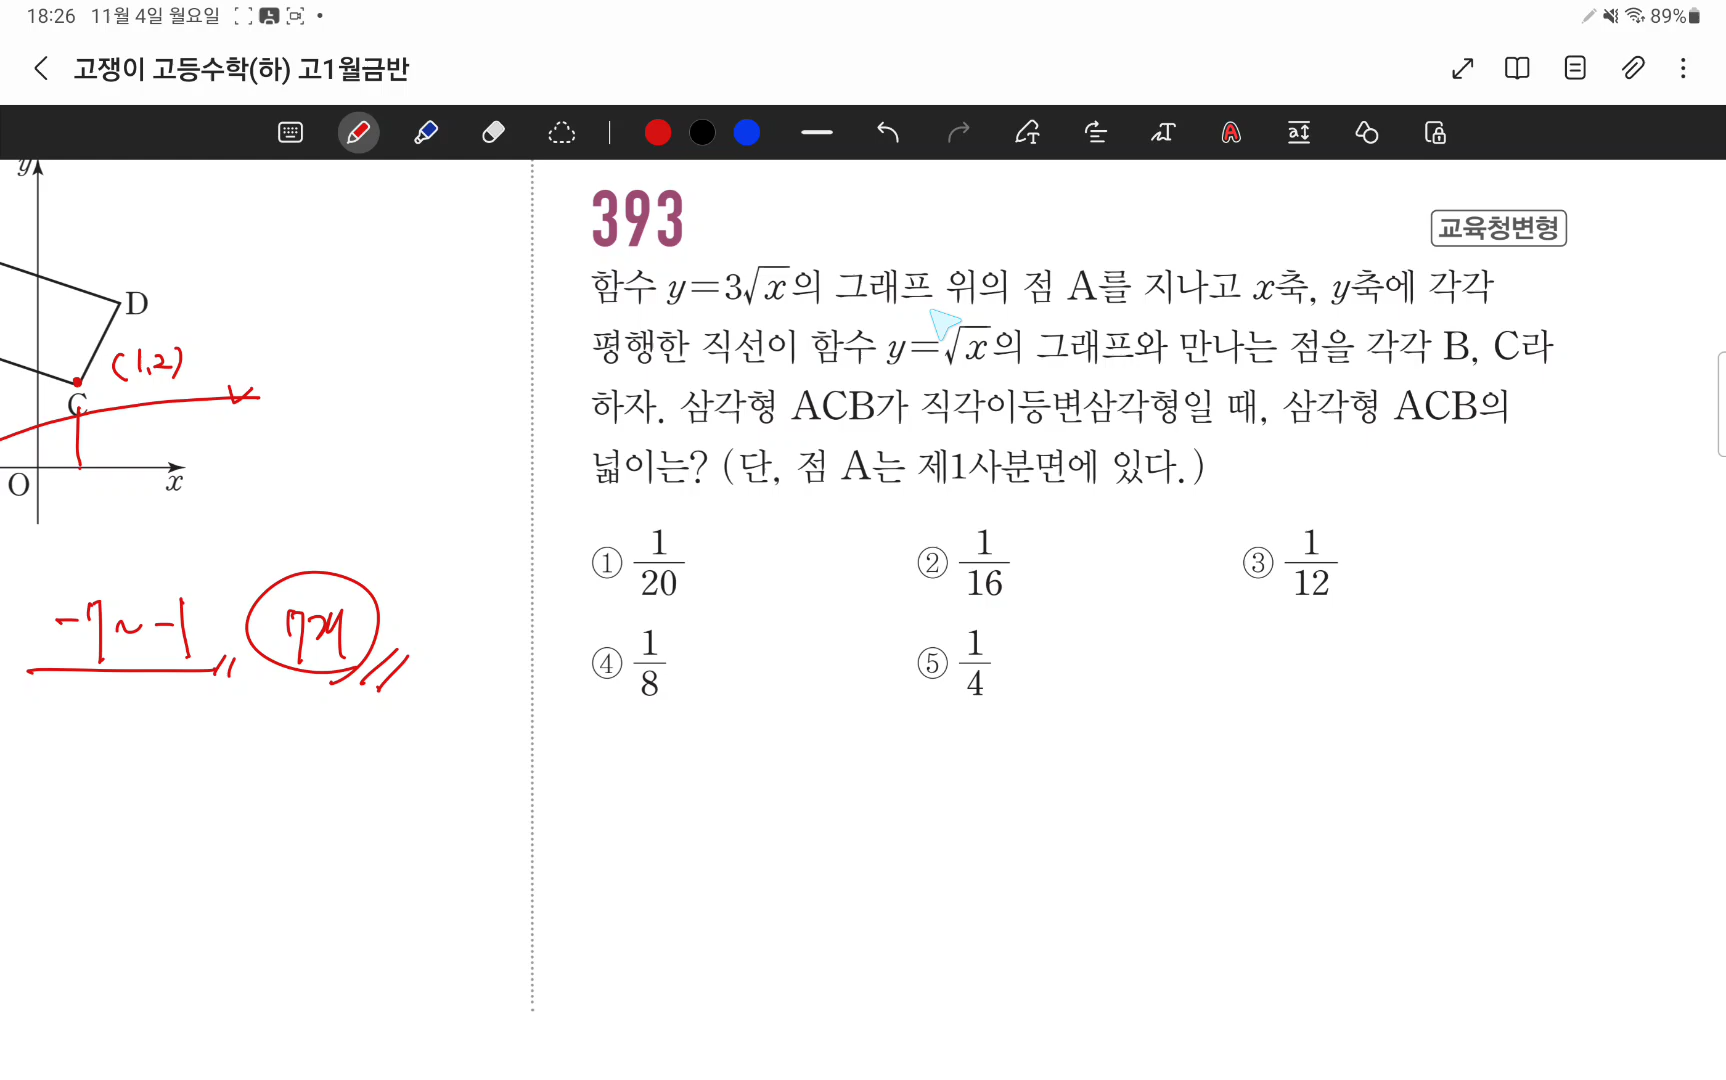 18:26 11월 4일 월요일
89%
고쟁이 고등수학(하) 고1월금반
y
D
(1,2)
C
O
x
-7~-1
7개
393
교육청변형
함수 y=3√x의 그래프 위의 점 A를 지나고 x축, y축에 각각
평행한 직선이 함수 y=√x의 그래프와 만나는 점을 각각 B, C라
하자. 삼각형 ACB가 직각이등변삼각형일 때, 삼각형 ACB의
넓이는? (단, 점 A는 제1사분면에 있다.)
① 1/20 ② 1/16 ③ 1/12
④ 1/8 ⑤ 1/4